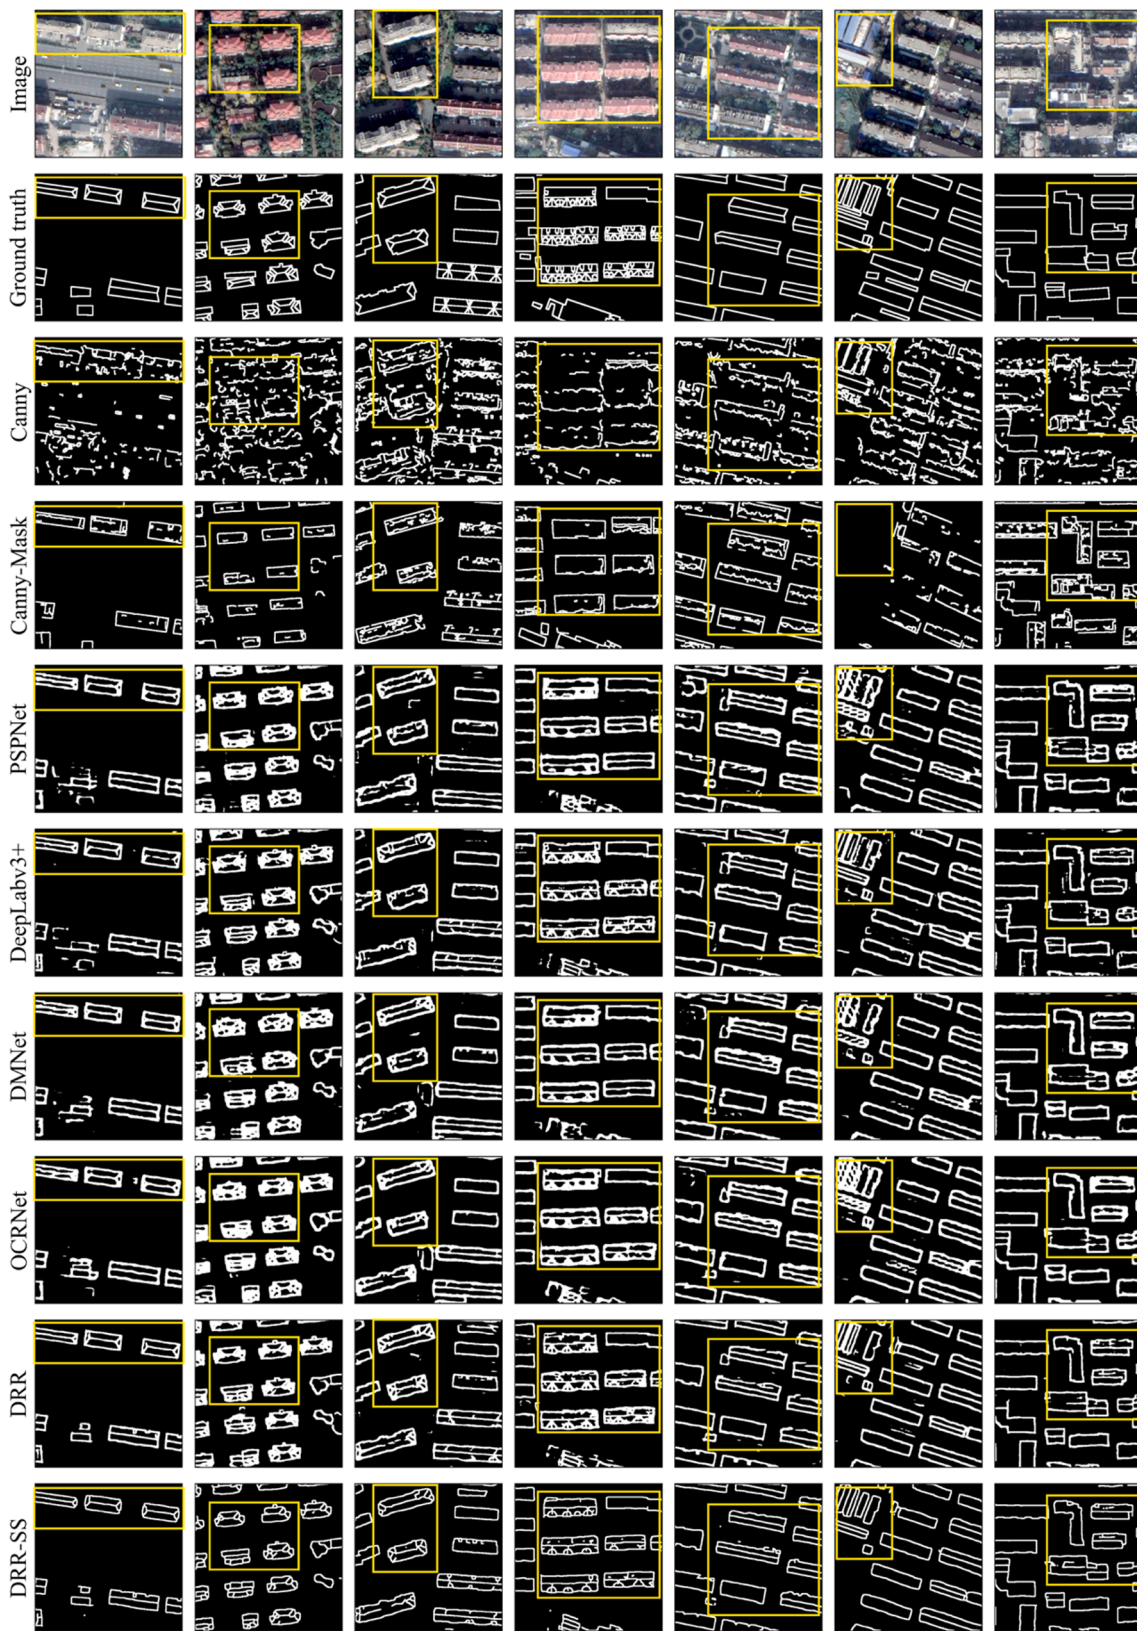 Image
Ground truth
Canny
Canny-Mask
PSPNet
DeepLabv3+
DMNet
OCRNet
DRR
DRR-SS